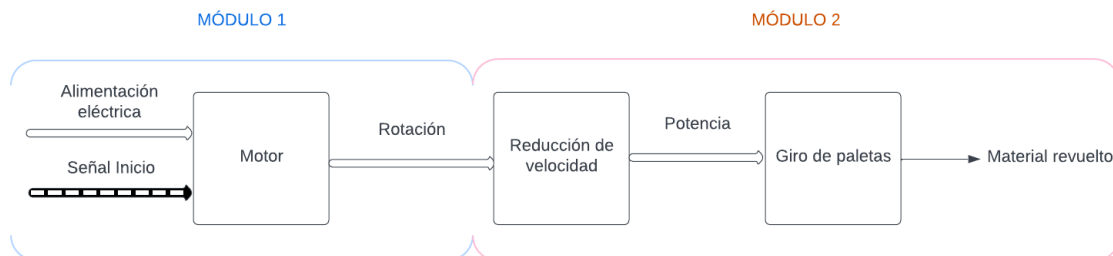 MÓDULO 1
MÓDULO 2
Alimentación
eléctrica
Señal Inicio
Motor
Rotación
Reducción de
velocidad
Potencia
Giro de paletas
Material revuelto